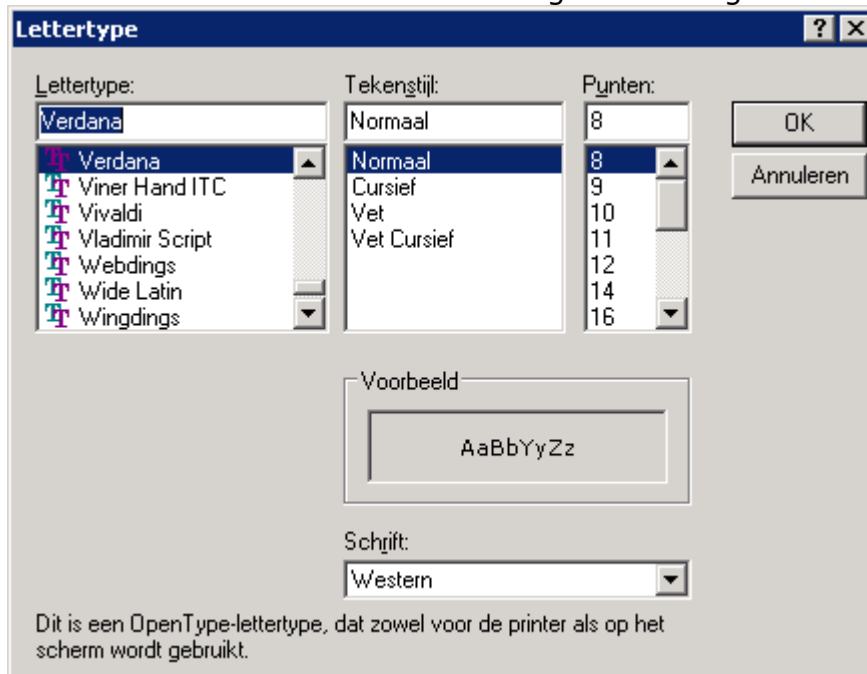 Lettertype
Lettertype:
Verdana
Verdana
Viner Hand ITC
Vivaldi
Vladimir Script
Webdings
Wide Latin
Wingdings
Tekenstijl:
Normaal
Normaal
Cursief
Vet
Vet Cursief
Punten:
8
8
9
10
11
12
14
16
OK
Annuleren
Voorbeeld
AaBbYyZz
Schrift:
Western
Dit is een OpenType-lettertype, dat zowel voor de printer als op het
scherm wordt gebruikt.